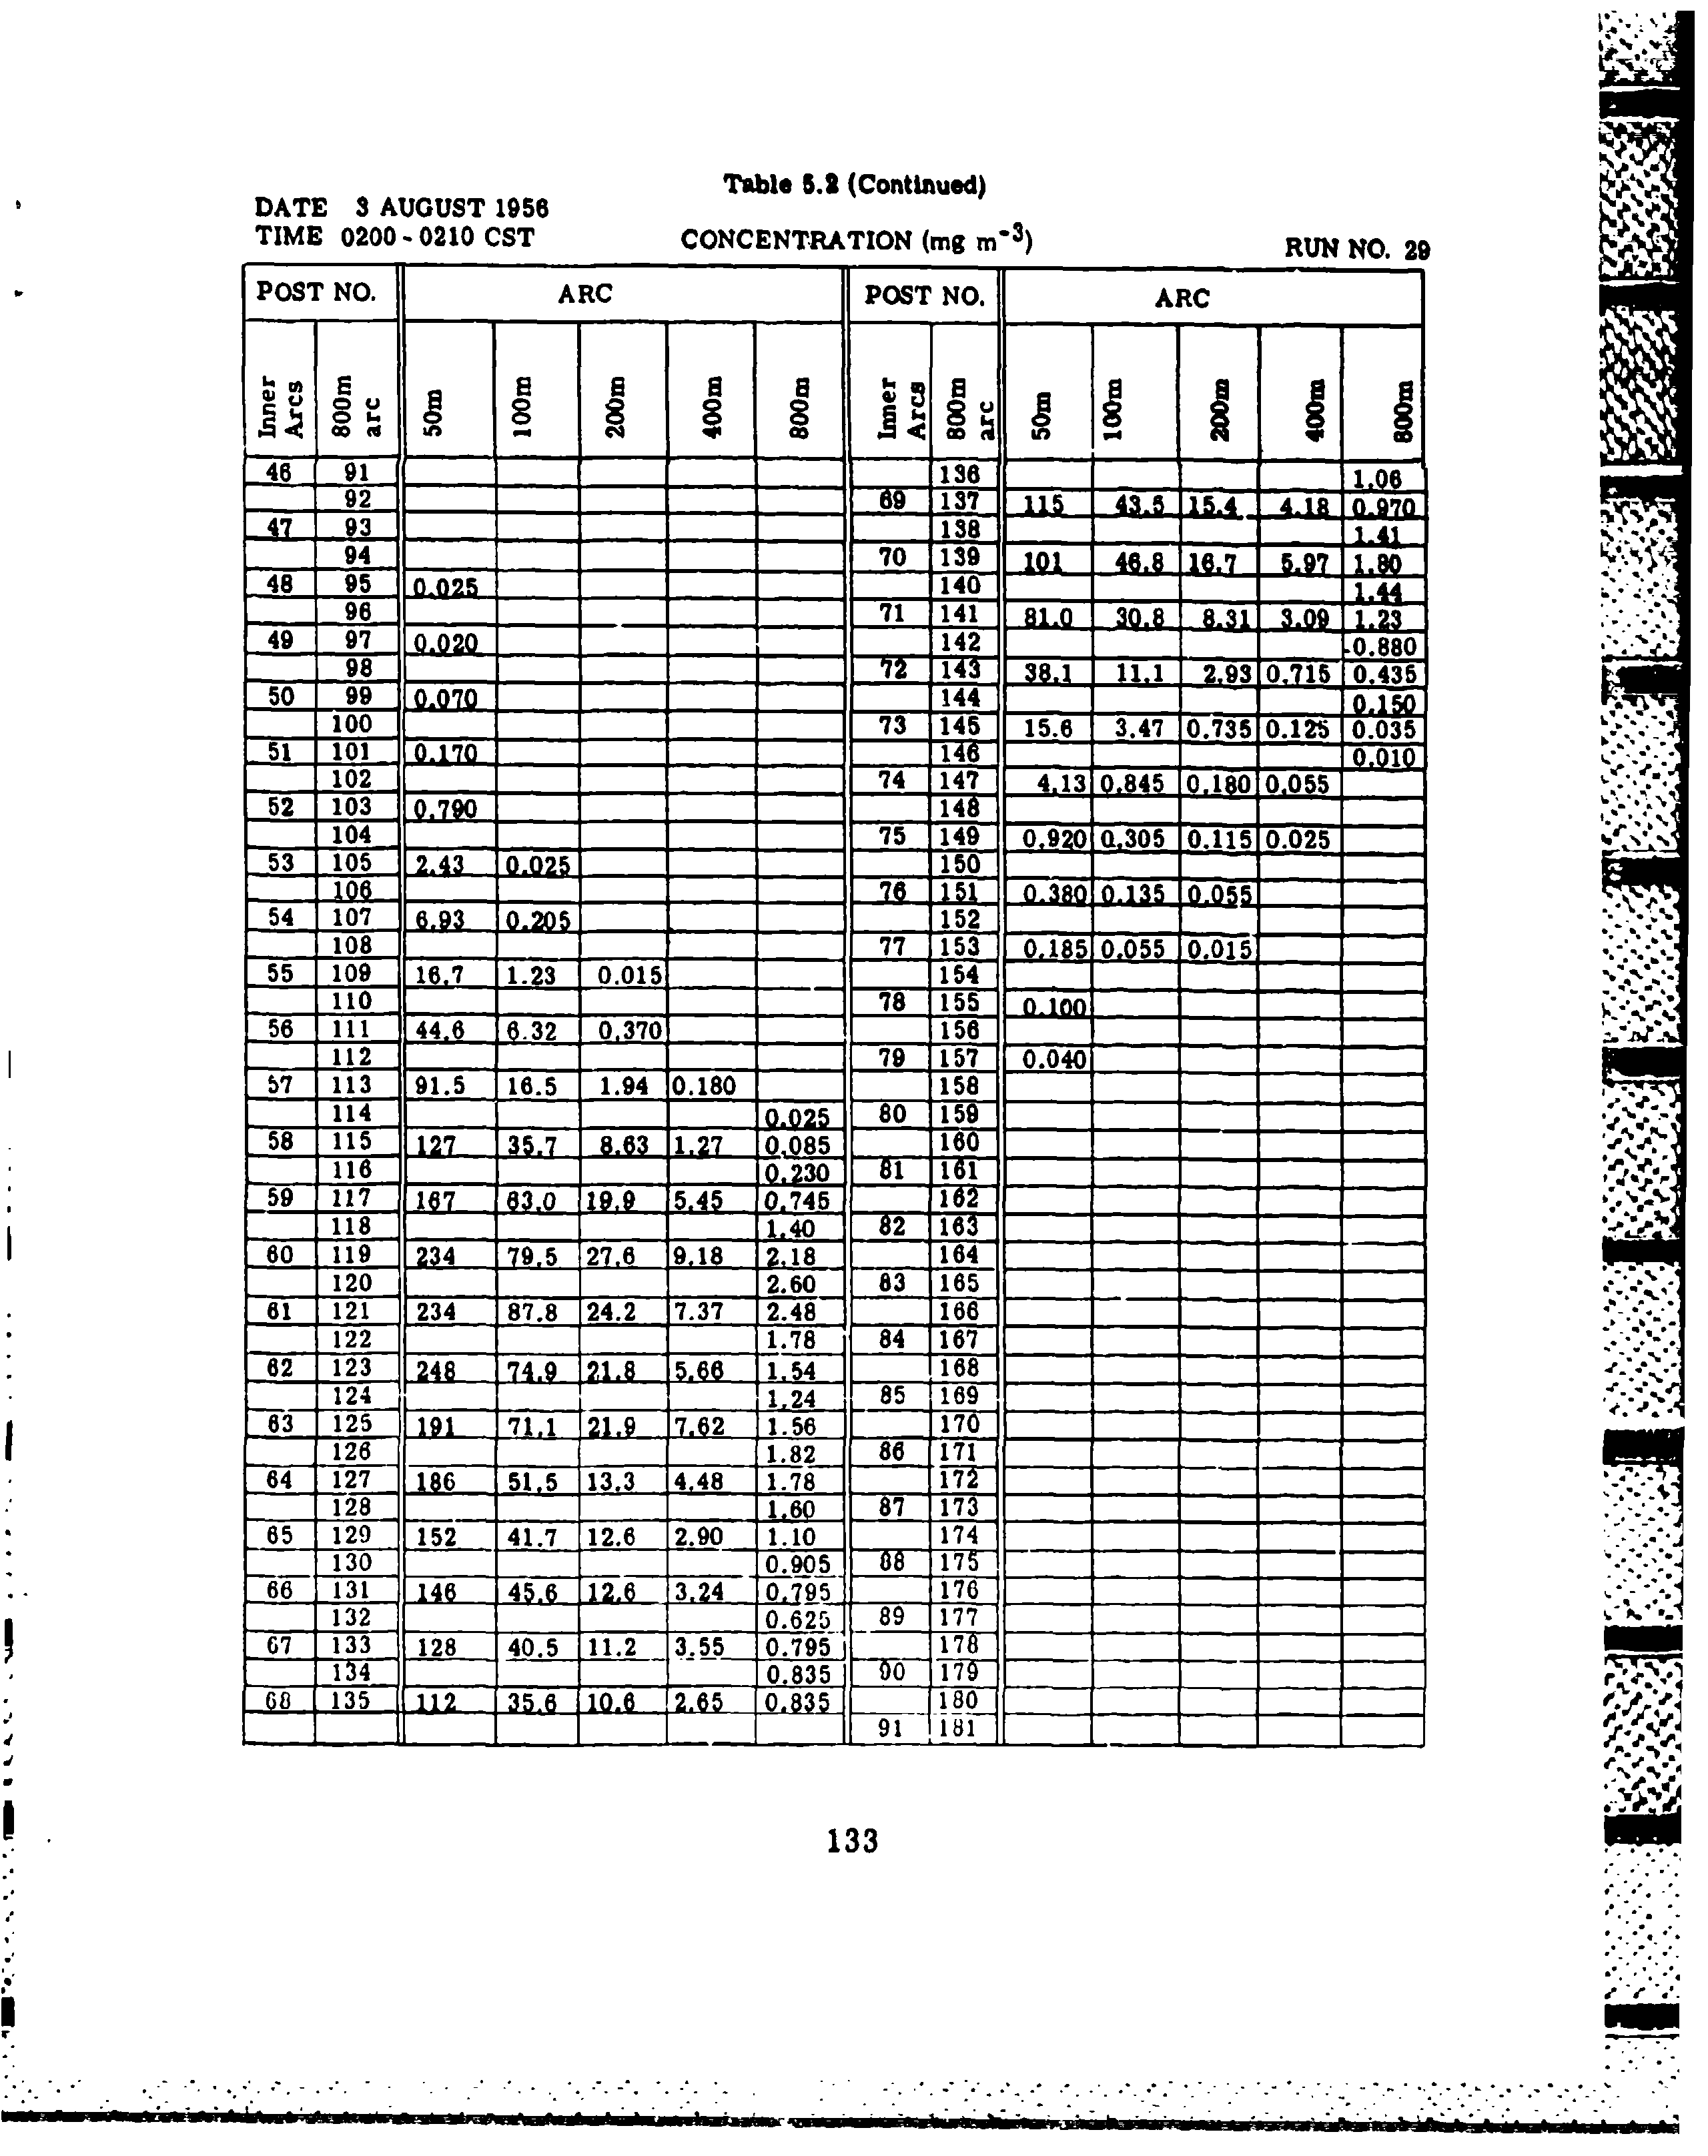 Table 5.2 (Continued)
DATE 3 AUGUST 1956
TIME 0200 - 0210 CST
CONCENTRATION (mg m-3)
RUN NO. 29
POST NO. ARC POST NO. ARC
Inner Arcs 800m arc 50m 100m 200m 400m 800m Inner Arcs 800m arc 50m 100m 200m 400m 800m
46 91 136 1.06
92 69 137 115 43.5 15.4 4.18 0.970
47 93 138 1.41
94 70 139 101 46.8 16.7 5.97 1.80
48 95 0.025 140 1.44
96 71 141 81.0 30.8 8.31 3.09 1.23
49 97 0.020 142 0.880
98 72 143 38.1 11.1 2.93 0.715 0.435
50 99 0.070 144 0.150
100 73 145 15.6 3.47 0.735 0.125 0.035
51 101 0.170 146 0.010
102 74 147 4.13 0.845 0.180 0.055
52 103 0.790 148
104 75 149 0.920 0.305 0.115 0.025
53 105 2.43 0.025 150
106 76 151 0.380 0.135 0.055
54 107 6.93 0.205 152
108 77 153 0.185 0.055 0.015
55 109 16.7 1.23 0.015 154
110 78 155 0.100
56 111 44.6 6.32 0.370 156
112 79 157 0.040
57 113 91.5 16.5 1.94 0.180 158
114 0.025 80 159
58 115 127 35.7 8.63 1.27 0.085 160
116 0.230 81 161
59 117 167 63.0 19.9 5.45 0.745 162
118 1.40 82 163
60 119 234 79.5 27.6 9.18 2.18 164
120 2.60 83 165
61 121 234 87.8 24.2 7.37 2.48 166
122 1.78 84 167
62 123 248 74.9 21.8 5.66 1.54 168
124 1.24 85 169
63 125 191 71.1 21.9 7.62 1.56 170
126 1.82 86 171
64 127 186 51.5 13.3 4.48 1.78 172
128 1.60 87 173
65 129 152 41.7 12.6 2.90 1.10 174
130 0.905 88 175
66 131 146 45.6 12.6 3.24 0.795 176
132 0.625 89 177
67 133 128 40.5 11.2 3.55 0.795 178
134 0.835 90 179
68 135 112 35.6 10.6 2.65 0.835 180
91 181
133